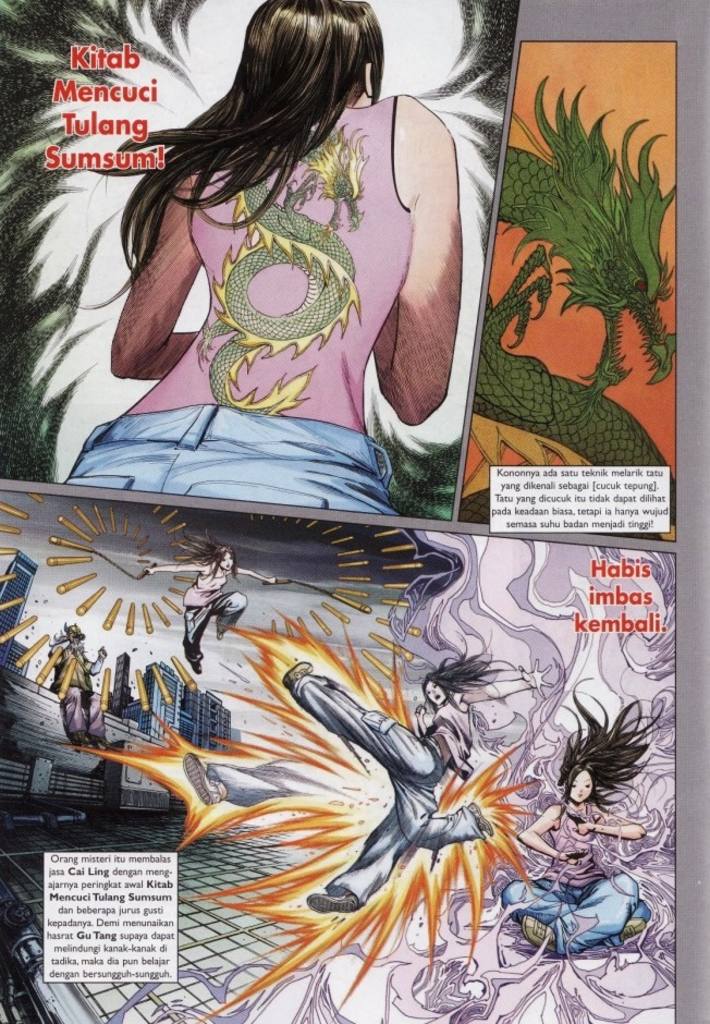 Kitab
Mencuci
Tulang
Sumsum!
Kononnya ada satu teknik melarik tatu
yang dikenali sebagai [cucuk tepung].
Tatu yang dicucuk itu tidak dapat dilihat
pada keadaan biasa, tetapi ia hanya wujud
semasa suhu badan menjadi tinggi!
Habis
imbas
kembali.
Orang misteri itu membalas
jasa Cai Ling dengan meng-
ajarnya peringkat awal Kitab
Mencuci Tulang Sumsum
dan beberapa jurus gusti
kepadanya. Demi menunaikan
hasrat Gu Tang supaya dapat
melindungi kanak-kanak di
tadika, maka dia pun belajar
dengan bersungguh-sungguh.